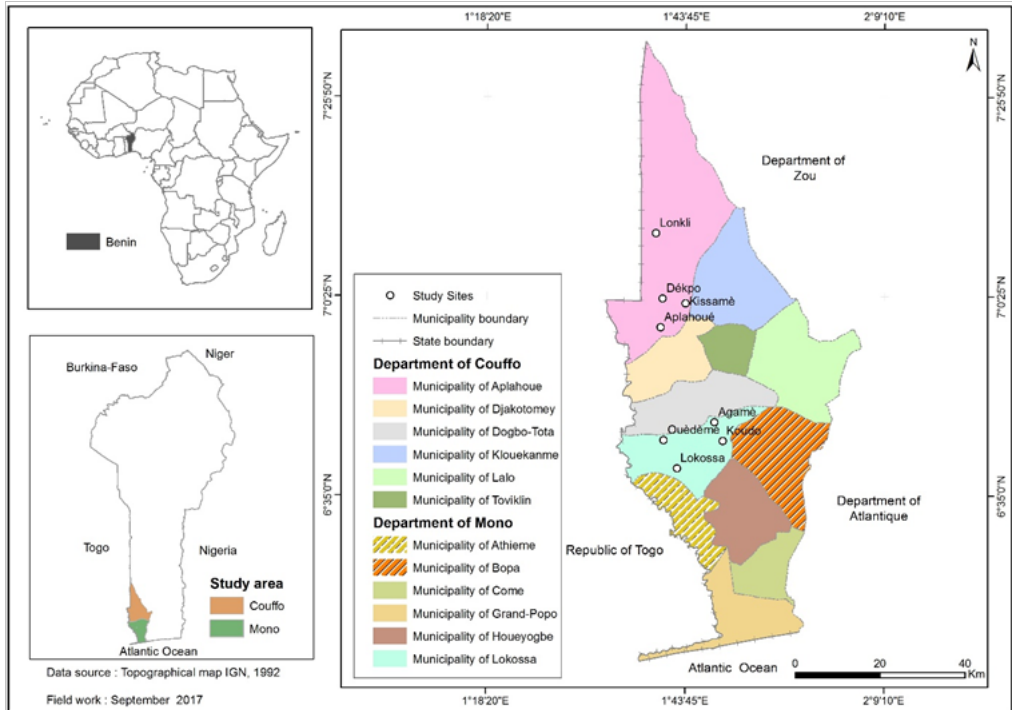 1°18'20"E
1°43'45"E
2°9'10"E
7°25'50"N
7°0'25"N
6°35'0"N
Benin
Burkina-Faso
Niger
Togo
Nigeria
Study area
Couffo
Mono
Atlantic Ocean
Data source : Topographical map IGN, 1992
Field work : September 2017
Study Sites
Municipality boundary
State boundary
Department of Couffo
Municipality of Aplahoue
Municipality of Djakotomey
Municipality of Dogbo-Tota
Municipality of Klouekanme
Municipality of Lalo
Municipality of Toviklin
Department of Mono
Municipality of Athieme
Municipality of Bopa
Municipality of Come
Municipality of Grand-Popo
Municipality of Houeyogbe
Municipality of Lokossa
N
Department of
Zou
Lonkli
Dékpo
Kissamè
Aplahoué
Agamè
Ouèdèmè
Koudo
Lokossa
Department of
Atlantique
Republic of Togo
Atlantic Ocean
0 20 40
Km
7°25'50"N
7°0'25"N
6°35'0"N
1°18'20"E
1°43'45"E
2°9'10"E